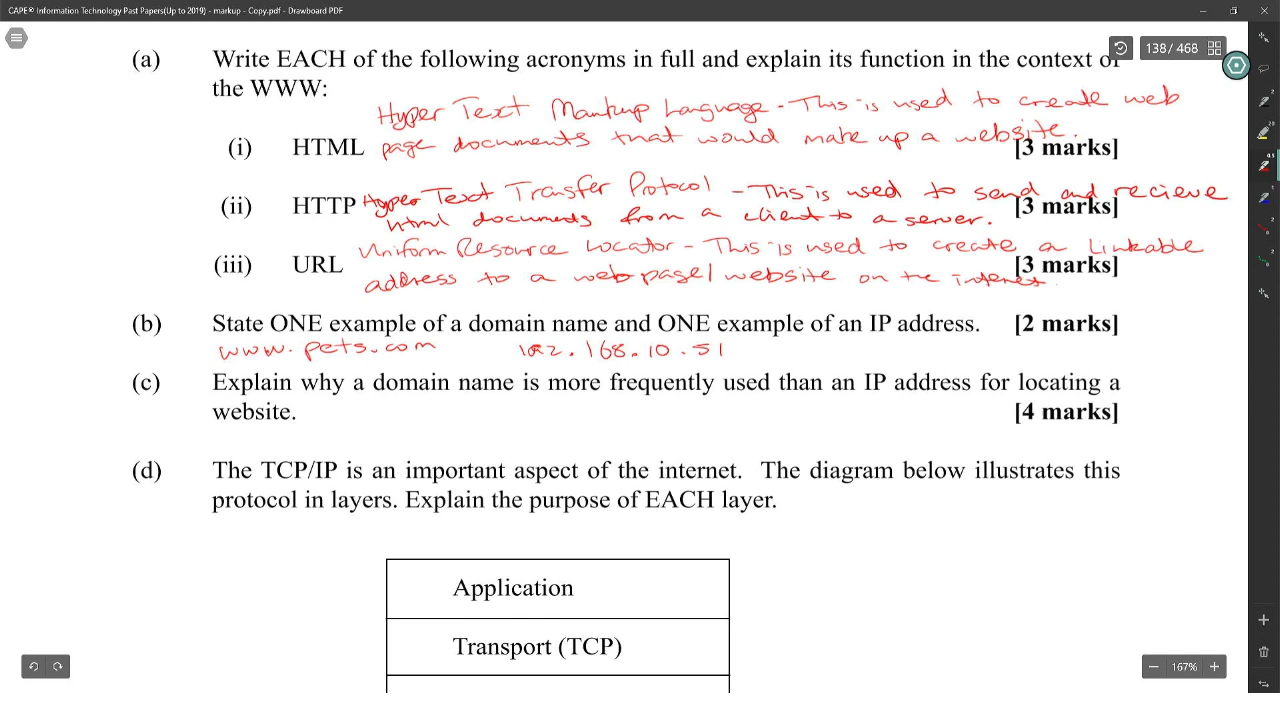 CAPE® Information Technology Past Papers(Up to 2019) - markup - Copy.pdf - Drawboard PDF
138 / 468
(a) Write EACH of the following acronyms in full and explain its function in the context of
the WWW:
Hyper Text Markup Language - This is used to create web
page documents that would make up a website.
(i) HTML [3 marks]
Hyper Text Transfer Protocol - This is used to send and recieve
html documents from a client to a server.
(ii) HTTP [3 marks]
Uniform Resource Locator - This is used to create a Linkable
address to a web page/website on the internet.
(iii) URL [3 marks]
(b) State ONE example of a domain name and ONE example of an IP address. [2 marks]
www.pets.com 192.168.10.51
(c) Explain why a domain name is more frequently used than an IP address for locating a
website. [4 marks]
(d) The TCP/IP is an important aspect of the internet. The diagram below illustrates this
protocol in layers. Explain the purpose of EACH layer.
Application
Transport (TCP)
167%